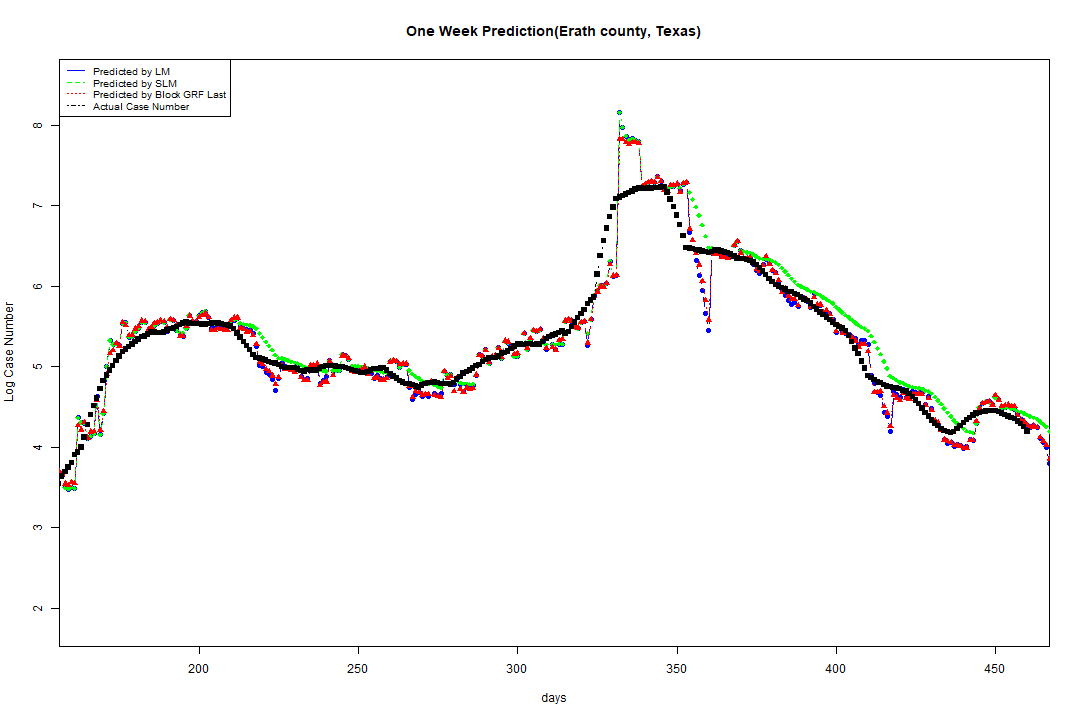 One Week Prediction(Erath county, Texas)
Predicted by LM
Predicted by SLM
Predicted by Block GRF Last
Actual Case Number
8
7
6
5
4
3
2
Log Case Number
200 250 300 350 400 450
days